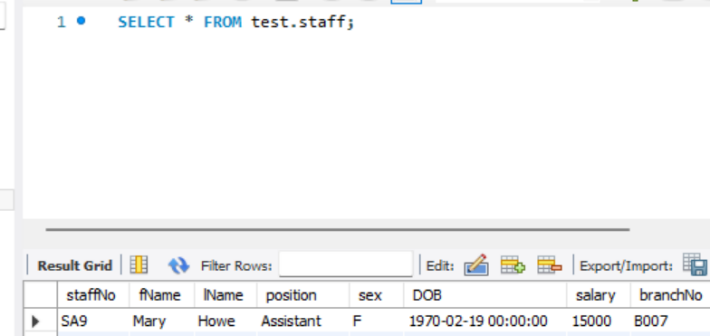 1 SELECT * FROM test.staff;
Result Grid Filter Rows: Edit: Export/Import:
staffNo fName lName position sex DOB salary branchNo
SA9 Mary Howe Assistant F 1970-02-19 00:00:00 15000 B007